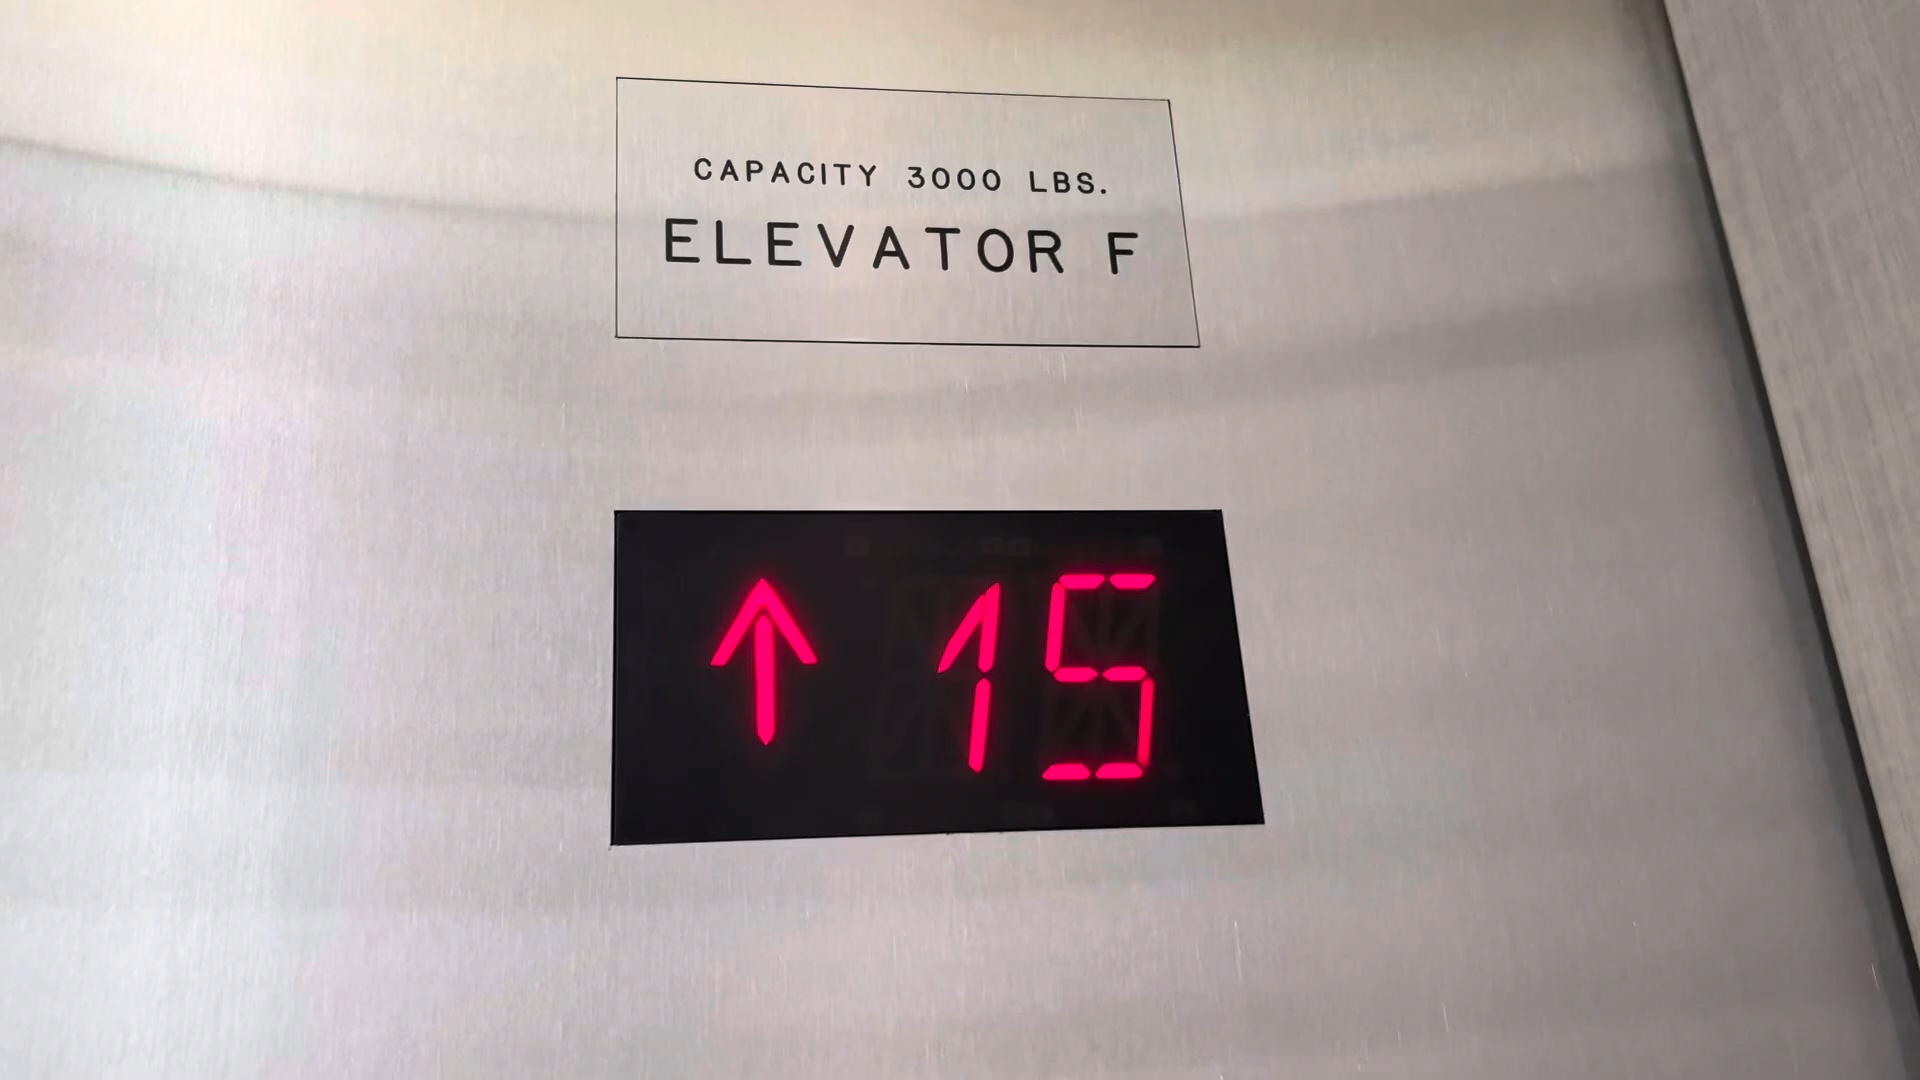 CAPACITY 3000 LBS.
ELEVATOR F
↑ 15